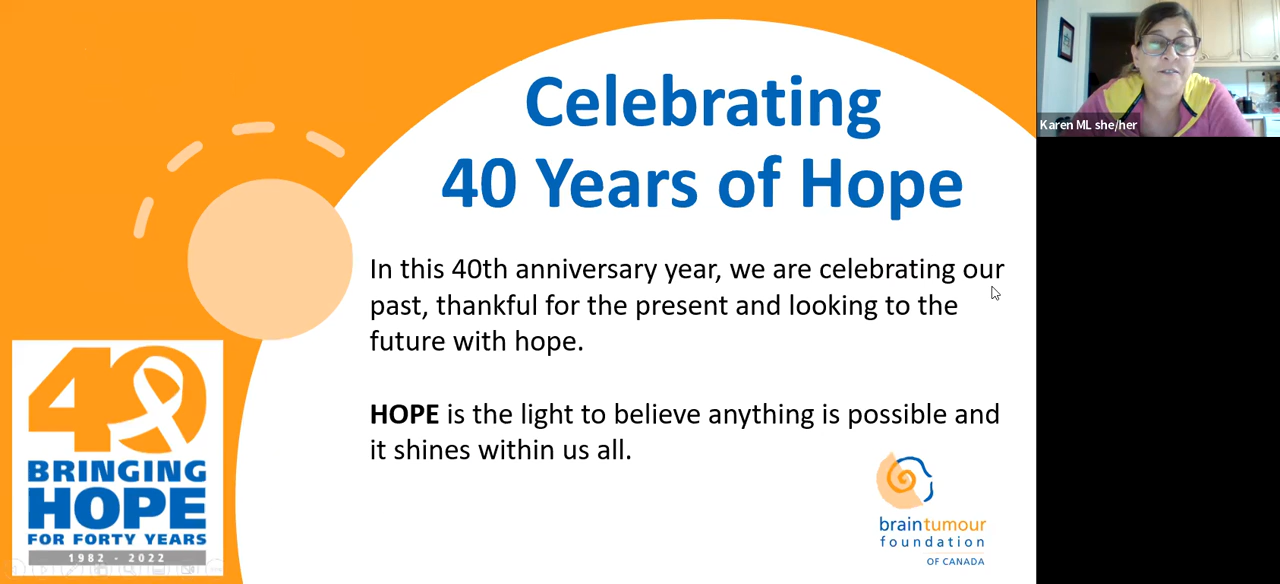 Celebrating
40 Years of Hope
In this 40th anniversary year, we are celebrating our
past, thankful for the present and looking to the
future with hope.
HOPE is the light to believe anything is possible and
it shines within us all.
40
BRINGING
HOPE
FOR FORTY YEARS
1982 - 2022
braintumour
foundation
OF CANADA
Karen ML she/her